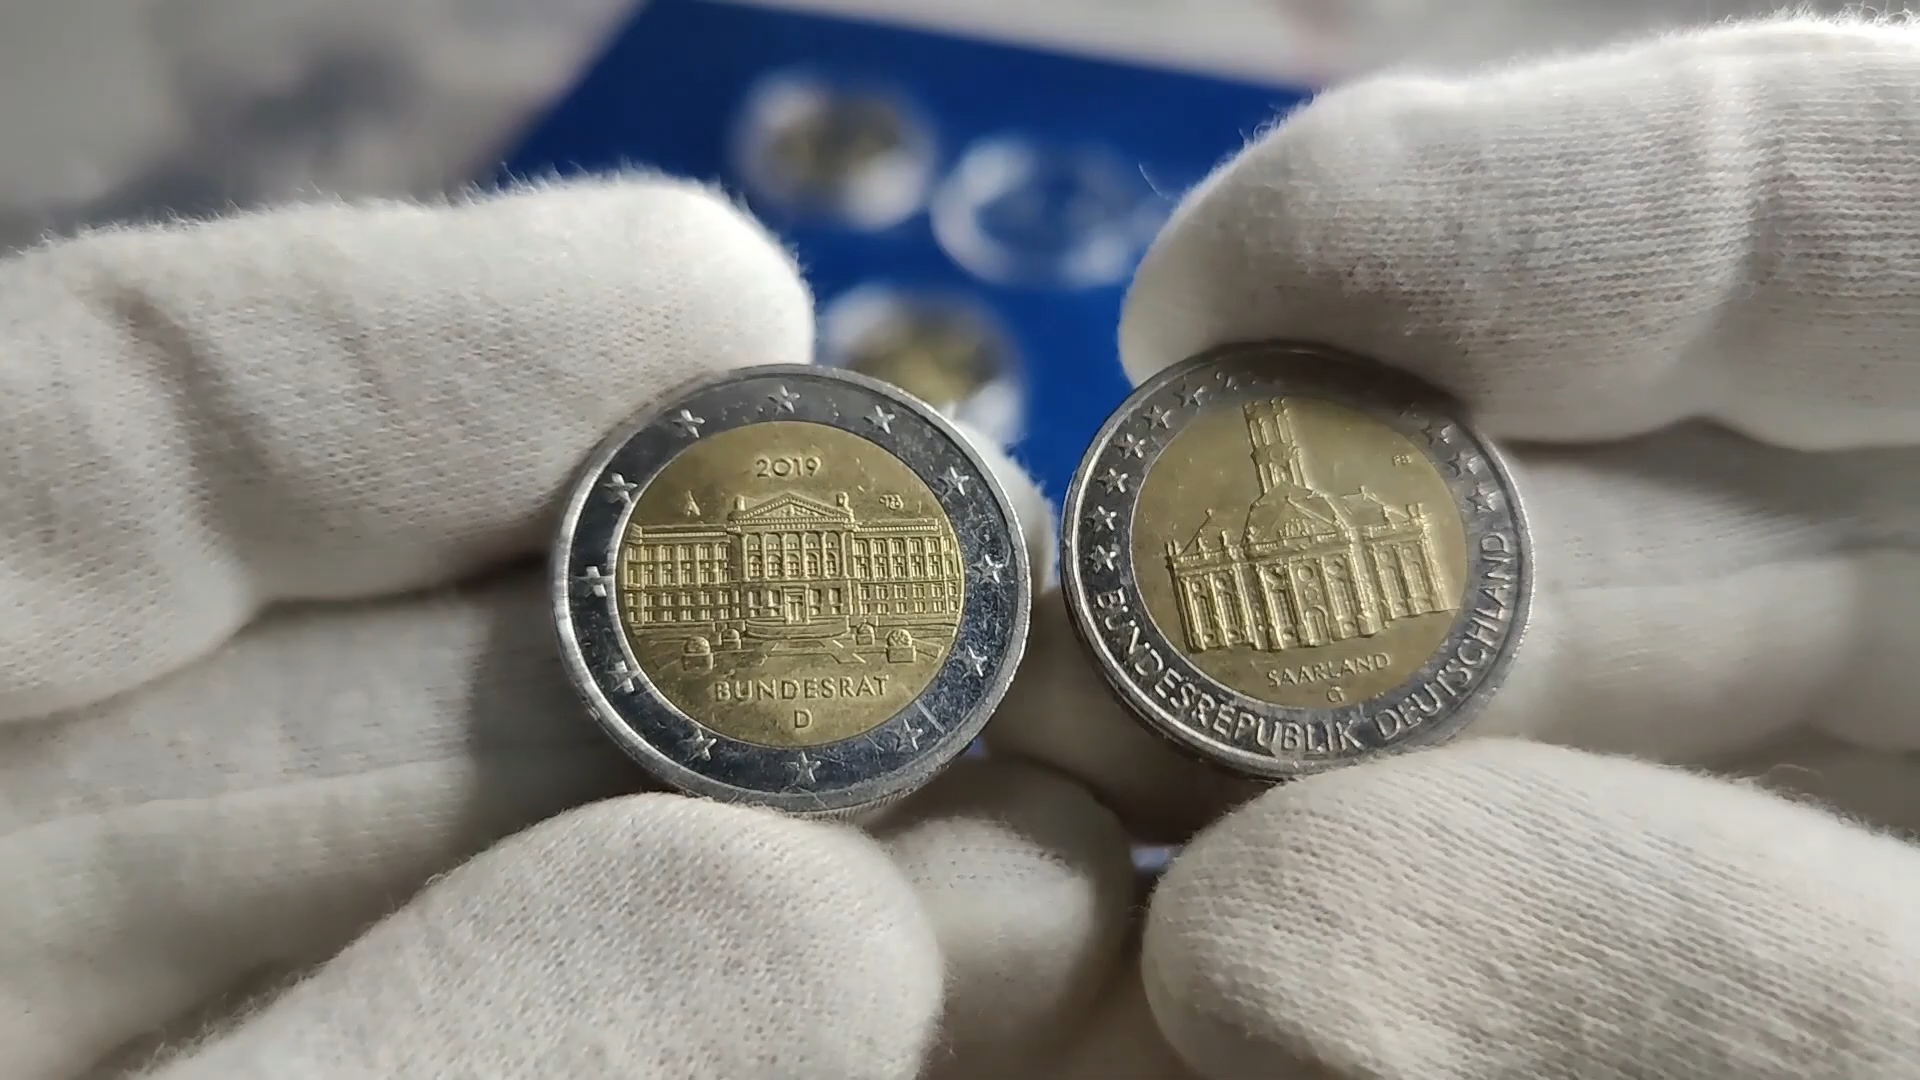 2019
A
BUNDESRAT
D
SAARLAND
G
BUNDESREPUBLIK DEUTSCHLAND